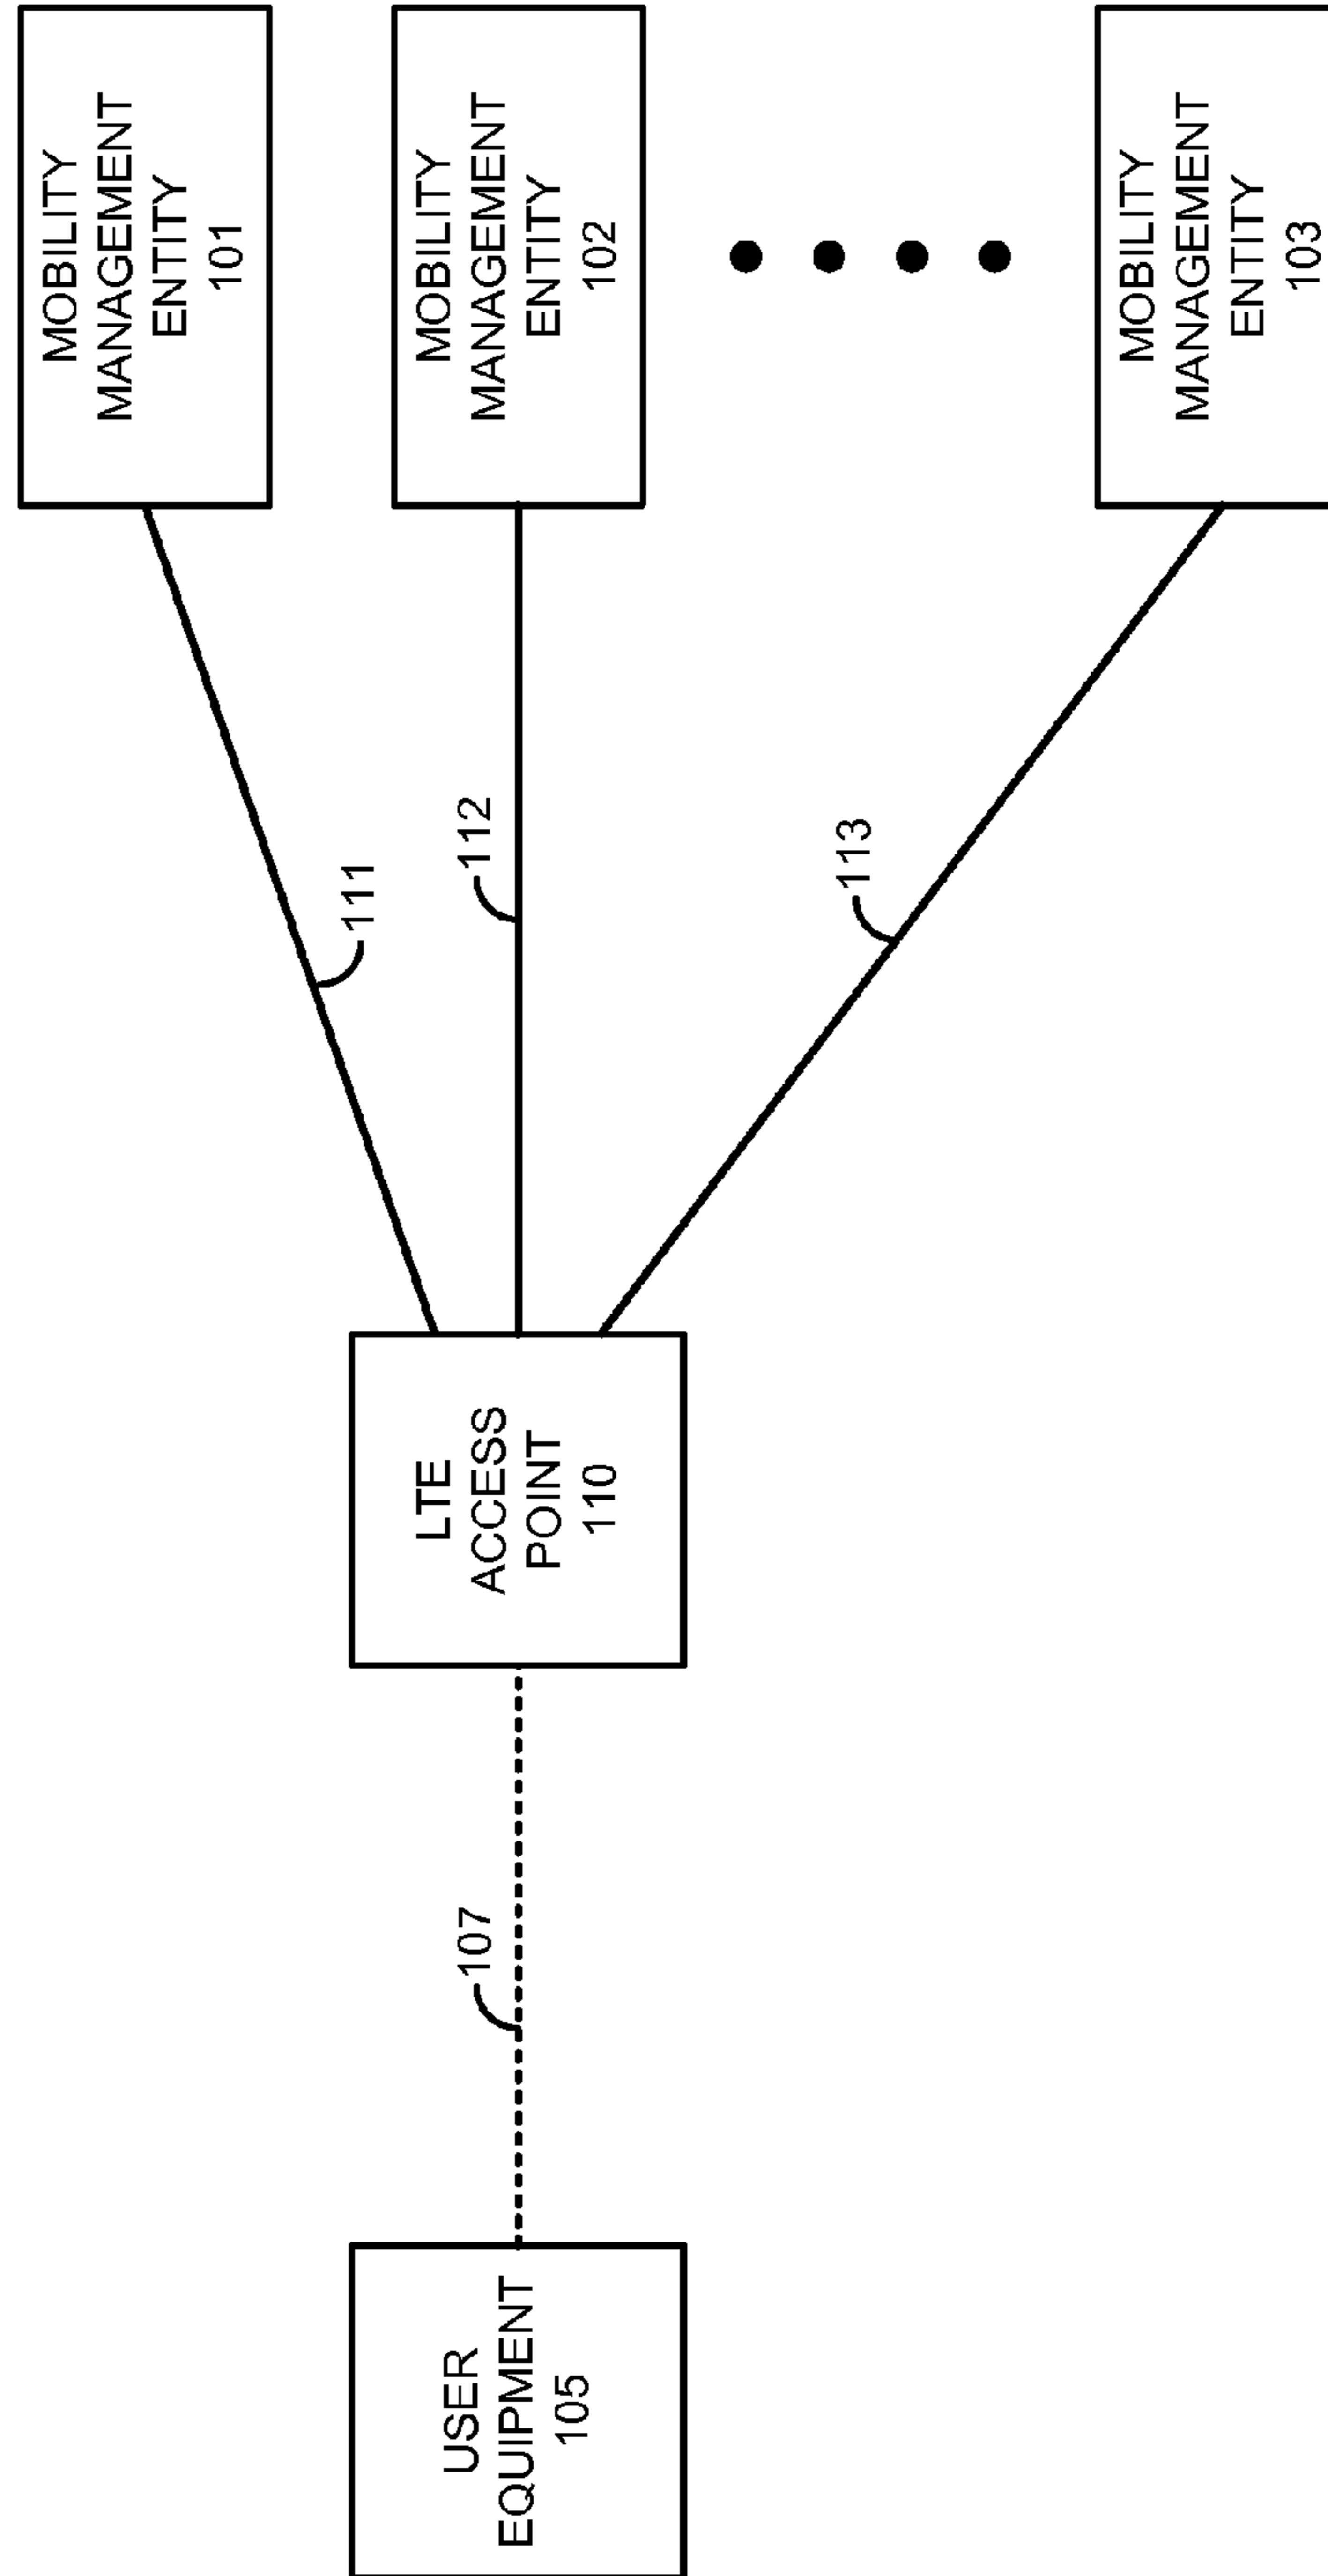 MOBILITY
MANAGEMENT
ENTITY
101
MOBILITY
MANAGEMENT
ENTITY
102
MOBILITY
MANAGEMENT
ENTITY
103
111
112
113
LTE
ACCESS
POINT
110
107
USER
EQUIPMENT
105